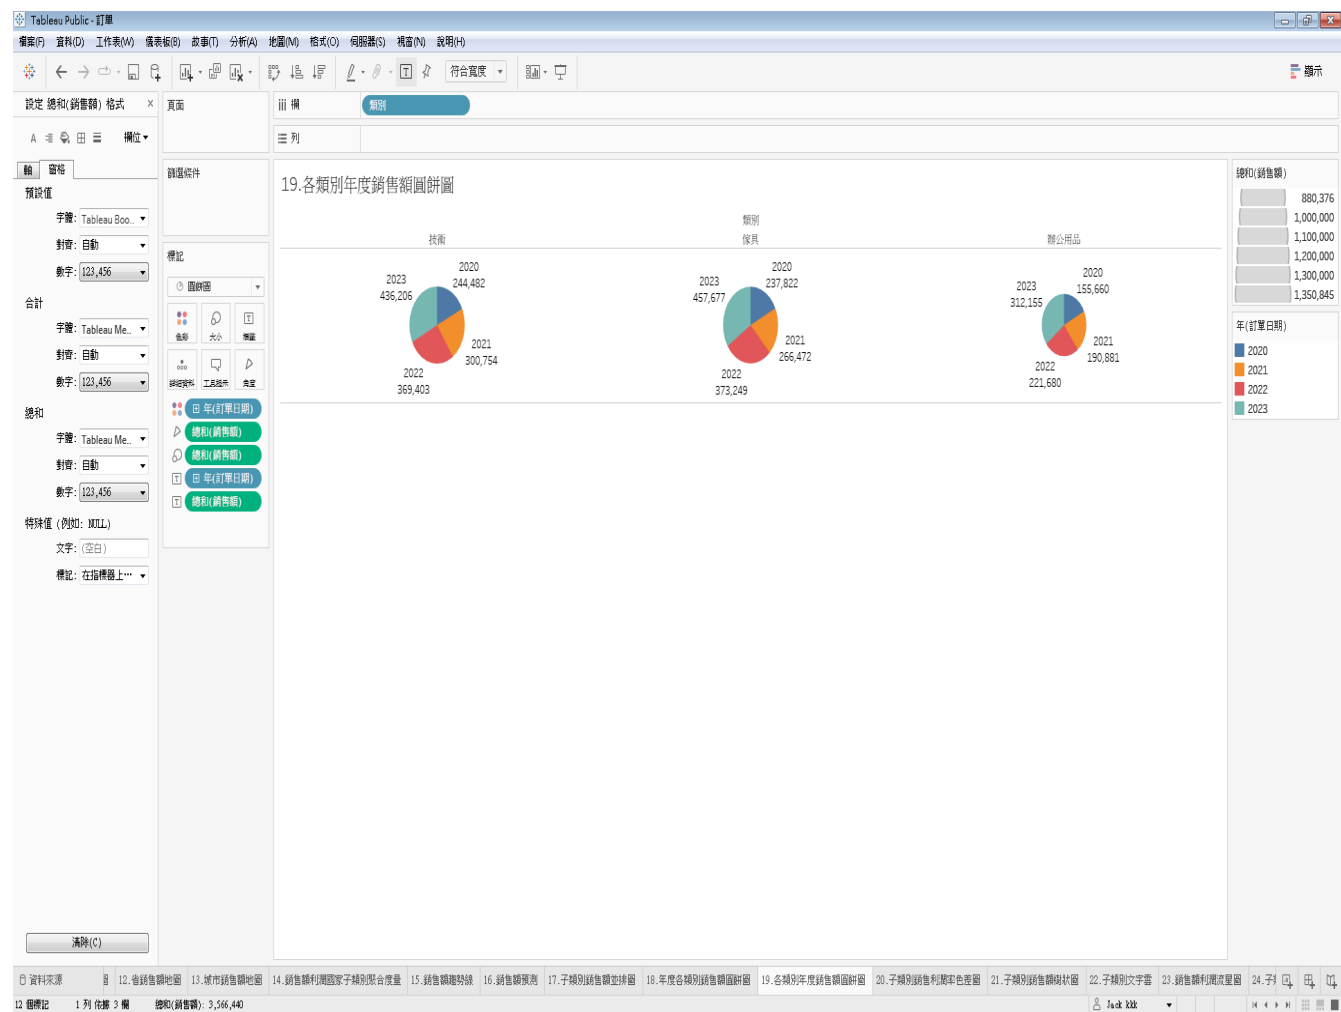 Tableau Public - 訂單
檔案(F) 資料(D) 工作表(W) 儀表板(B) 故事(T) 分析(A) 地圖(M) 格式(O) 伺服器(S) 視窗(N) 說明(H)
符合寬度
顯示
設定 總和(銷售額) 格式 ×
欄位
軸 窗格
預設值
字體: Tableau Boo..
對齊: 自動
數字: 123,456
合計
字體: Tableau Me..
對齊: 自動
數字: 123,456
總和
字體: Tableau Me..
對齊: 自動
數字: 123,456
特殊值 (例如: NULL)
文字: (空白)
標記: 在指標器上…
清除(C)
頁面
篩選條件
標記
圓餅圖
色彩 大小 標籤
詳細資料 工具提示 角度
年(訂單日期)
總和(銷售額)
總和(銷售額)
年(訂單日期)
總和(銷售額)
iii 欄 類別
列
19.各類別年度銷售額圓餅圖
類別
技術 傢具 辦公用品
2020
244,482
2021
300,754
2022
369,403
2023
436,206
2020
237,822
2021
266,472
2022
373,249
2023
457,677
2020
155,660
2021
190,881
2022
221,680
2023
312,155
總和(銷售額)
880,376
1,000,000
1,100,000
1,200,000
1,300,000
1,350,845
年(訂單日期)
2020
2021
2022
2023
資料來源 圖 12.省銷售額地圖 13.城市銷售額地圖 14.銷售額利潤國家子類別聚合度量 15.銷售額趨勢線 16.銷售額預測 17.子類別銷售額並排圖 18.年度各類別銷售額圓餅圖 19.各類別年度銷售額圓餅圖 20.子類別銷售利潤率色差圖 21.子類別銷售額樹狀圖 22.子類別文字雲 23.銷售額利潤流星圖 24.子
12 個標記 1 列 依據 3 欄 總和(銷售額): 3,566,440 Jack kkk